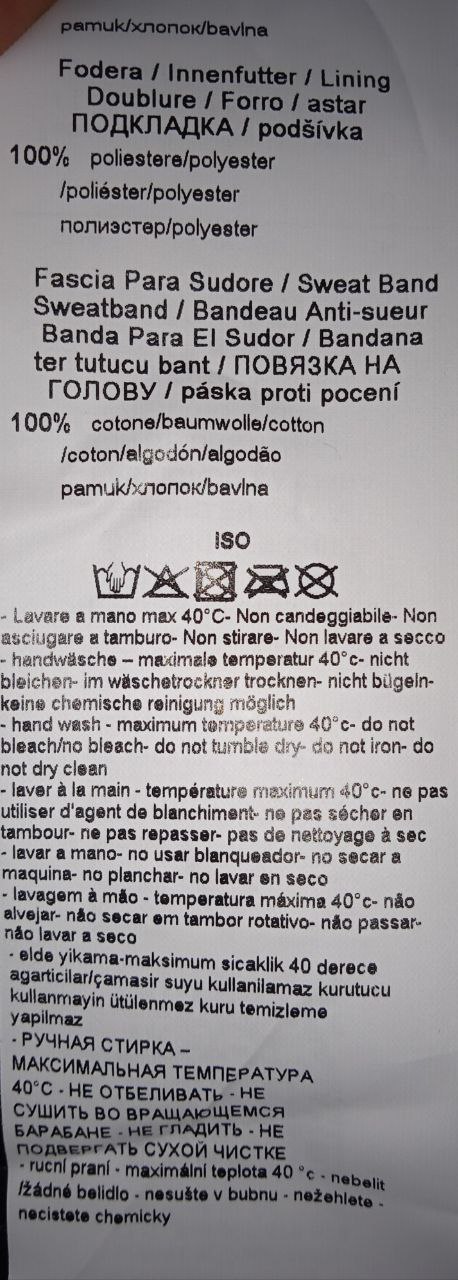 pamuk/хлопок/bavlna
Fodera / Innenfutter / Lining
Doublure / Forro / astar
ПОДКЛАДКА / podšívka
100% poliestere/polyester
/poliéster/polyester
полиэстер/polyester
Fascia Para Sudore / Sweat Band
Sweatband / Bandeau Anti-sueur
Banda Para El Sudor / Bandana
ter tutucu bant / ПОВЯЗКА НА
ГОЛОВУ / páska proti pocení
100% cotone/baumwolle/cotton
/coton/algodón/algodão
pamuk/хлопок/bavlna
ISO
- Lavare a mano max 40°C- Non candeggiabile- Non
asciugare a tamburo- Non stirare- Non lavare a secco
- handwäsche – maximale temperatur 40°c- nicht
bleichen- im wäschetrockner trocknen- nicht bügeln-
keine chemische reinigung möglich
- hand wash - maximum temperature 40°c- do not
bleach/no bleach- do not tumble dry- do not iron- do
not dry clean
- laver à la main - température maximum 40°c- ne pas
utiliser d'agent de blanchiment- ne pas sécher en
tambour- ne pas repasser- pas de nettoyage à sec
- lavar a mano- no usar blanqueador- no secar a
maquina- no planchar- no lavar en seco
- lavagem à mão - temperatura máxima 40°c- não
alvejar- não secar em tambor rotativo- não passar-
não lavar a seco
- elde yikama-maksimum sicaklik 40 derece
agarticilar/çamasir suyu kullanilamaz kurutucu
kullanmayin ütülenmez kuru temizleme
yapilmaz
- РУЧНАЯ СТИРКА –
МАКСИМАЛЬНАЯ ТЕМПЕРАТУРА
40°C - НЕ ОТБЕЛИВАТЬ - НЕ
СУШИТЬ ВО ВРАЩАЮЩЕМСЯ
БАРАБАНЕ - НЕ ГЛАДИТЬ - НЕ
ПОДВЕРГАТЬ СУХОЙ ЧИСТКЕ
- rucní praní - maximální teplota 40 °c - nebelit
/žádné belidlo - nesušte v bubnu - nežehlete -
necistete chemicky